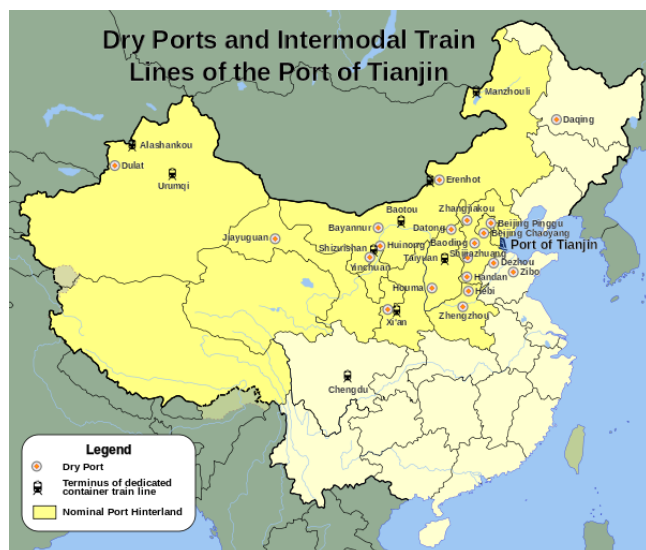 Dry Ports and Intermodal Train
Lines of the Port of Tianjin
Manzhouli
Daqing
Alashankou
Dulat
Urumqi
Erenhot
Baotou
Zhangjiakou
Bayannur
Datong
Beijing Pinggu
Beijing Chaoyang
Jiayuguan
Shizuishan
Huinong
Baoding
Port of Tianjin
Taiyuan
Shijiazhuang
Yinchuan
Dezhou
Zibo
Handan
Houma
Hebi
Xi'an
Zhengzhou
Chengdu
Legend
Dry Port
Terminus of dedicated
container train line
Nominal Port Hinterland